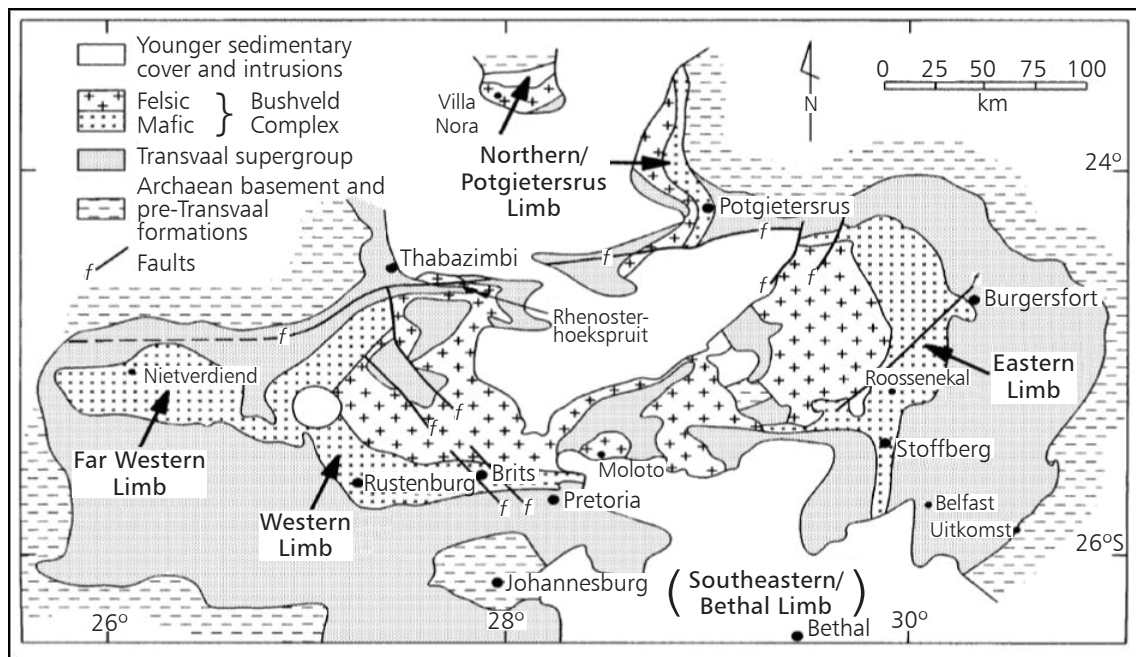 Younger sedimentary
cover and intrusions
Felsic
Mafic
} Bushveld
Complex
Transvaal supergroup
Archaean basement and
pre-Transvaal
formations
f Faults
Villa
Nora
Northern/
Potgietersrus
Limb
N
0 25 50 75 100
km
24°
Potgietersrus
f
f
f
f
Thabazimbi
Rhenoster-
hoekspruit
f
Burgersfort
Eastern
Limb
Roossenekal
Nietverdiend
f
f
Far Western
Limb
Stoffberg
Moloto
Rustenburg
Brits
Pretoria
f f
Western
Limb
Belfast
Uitkomst
26°S
Johannesburg
( Southeastern/
Bethal Limb )
Bethal
26° 28° 30°